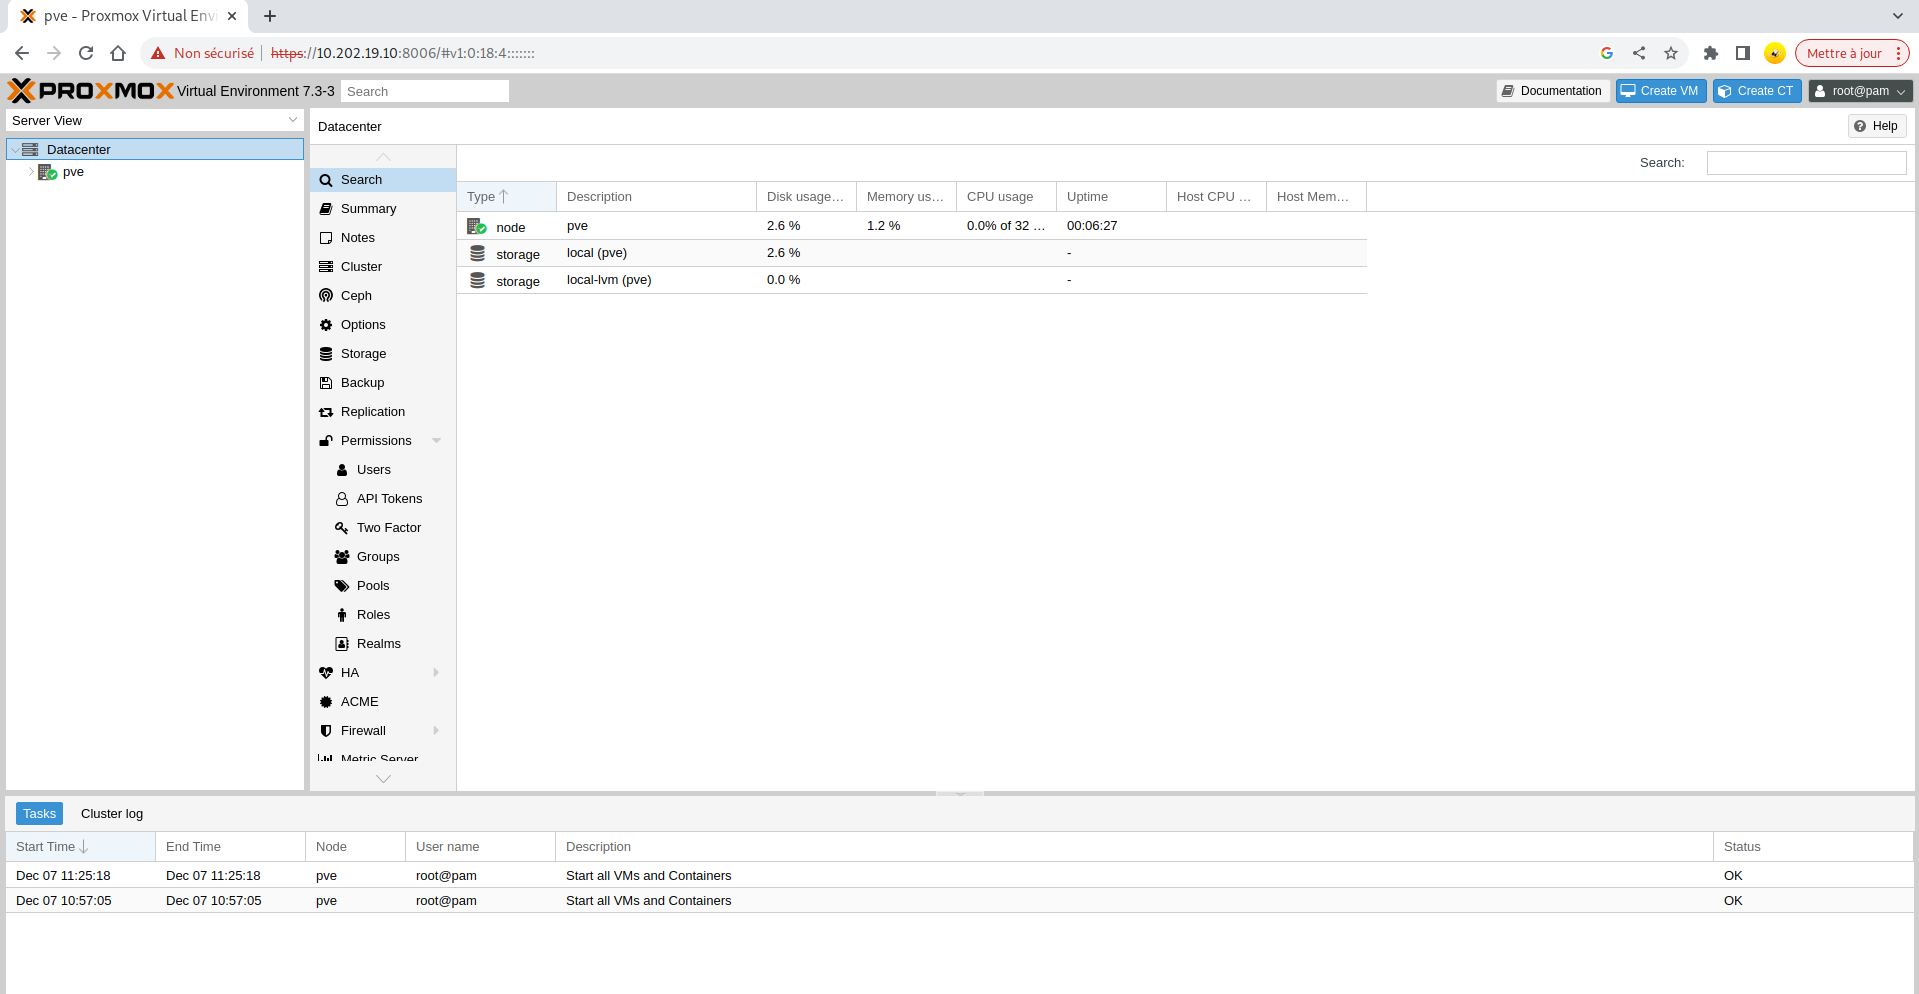 pve - Proxmox Virtual Envi
Non sécurisé https://10.202.19.10:8006/#v1:0:18:4::::::: Mettre à jour
PROXMOX Virtual Environment 7.3-3 Search Documentation Create VM Create CT root@pam
Server View
Datacenter
pve
Datacenter Help
Search
Summary
Notes
Cluster
Ceph
Options
Storage
Backup
Replication
Permissions
Users
API Tokens
Two Factor
Groups
Pools
Roles
Realms
HA
ACME
Firewall
Metric Server
Search:
Type Description Disk usage... Memory us... CPU usage Uptime Host CPU ... Host Mem...
node pve 2.6 % 1.2 % 0.0% of 32 ... 00:06:27
storage local (pve) 2.6 % -
storage local-lvm (pve) 0.0 % -
Tasks Cluster log
Start Time End Time Node User name Description Status
Dec 07 11:25:18 Dec 07 11:25:18 pve root@pam Start all VMs and Containers OK
Dec 07 10:57:05 Dec 07 10:57:05 pve root@pam Start all VMs and Containers OK